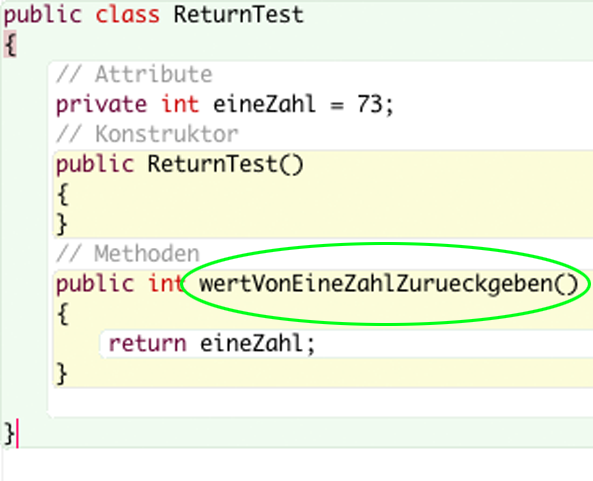 public class ReturnTest
{
// Attribute
private int eineZahl = 73;
// Konstruktor
public ReturnTest()
{
}
// Methoden
public int wertVonEineZahlZurueckgeben()
{
return eineZahl;
}
}